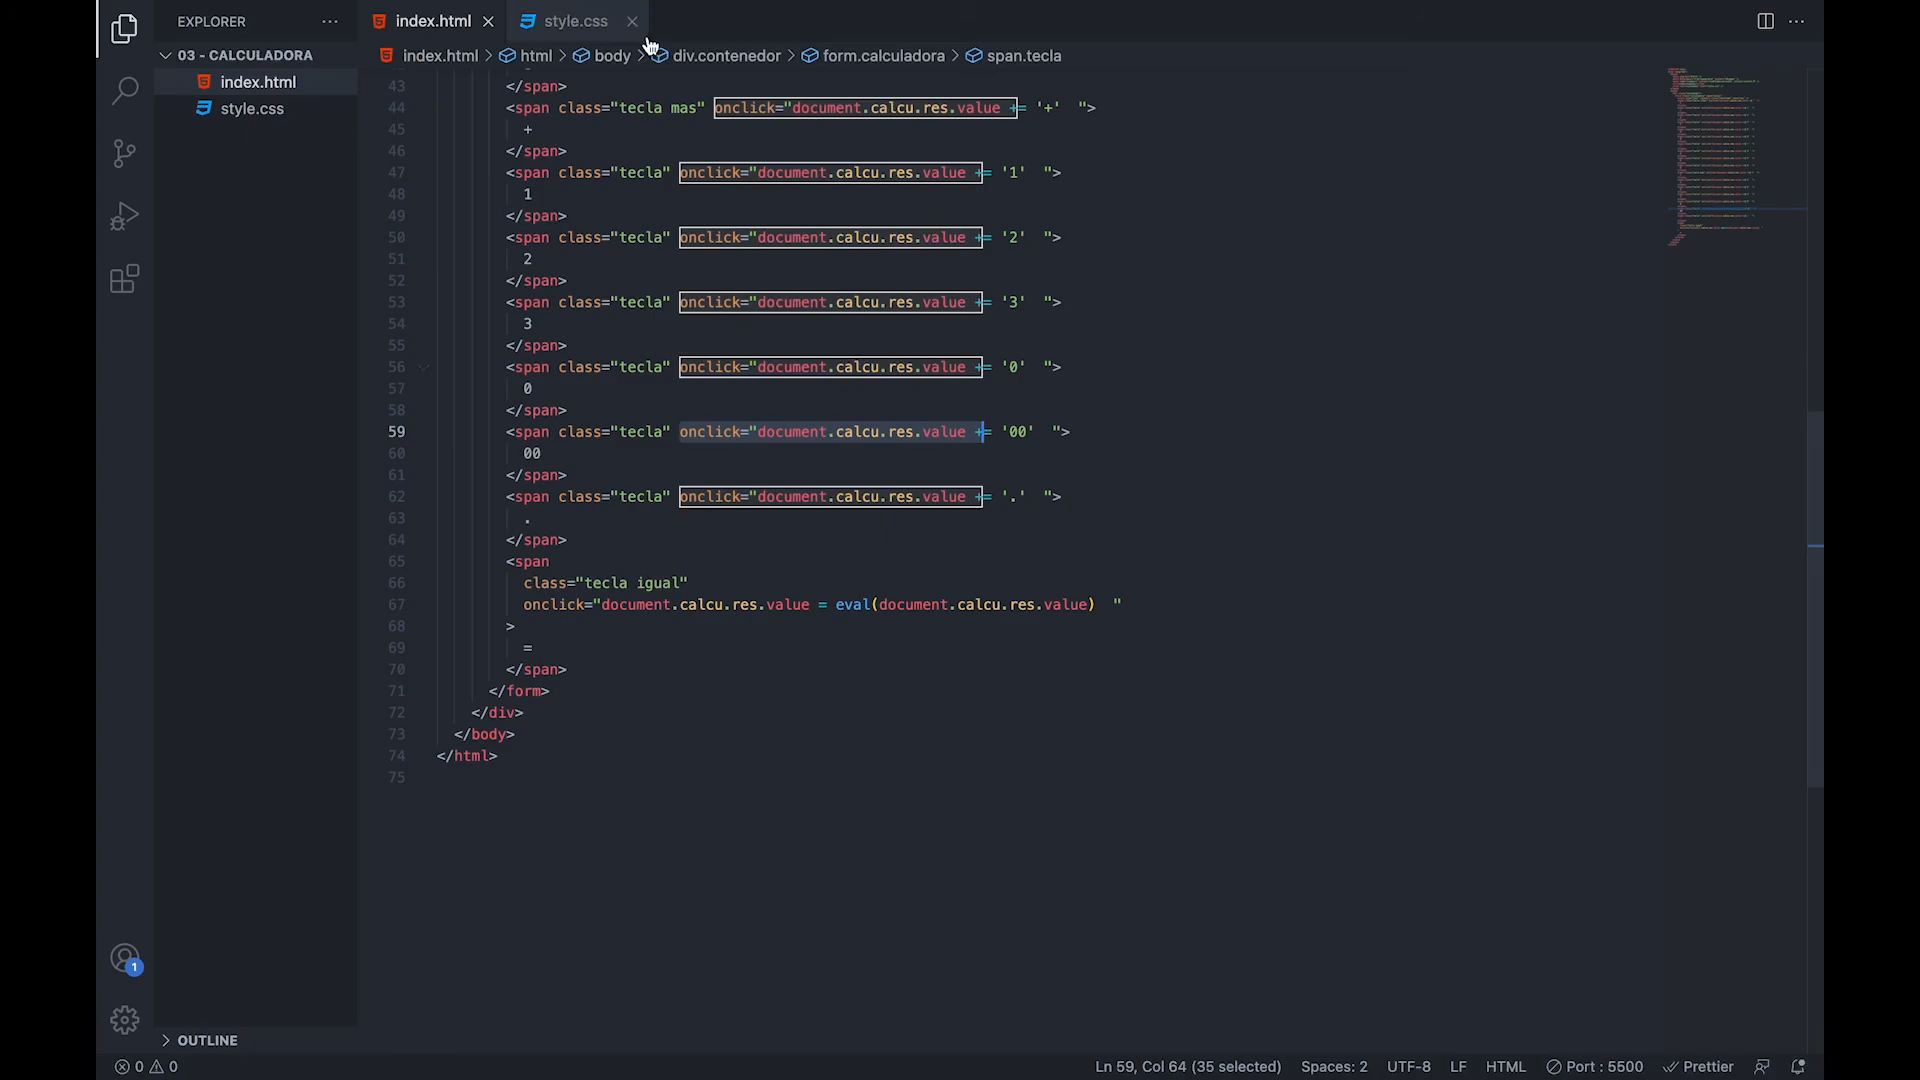 EXPLORER
index.html
style.css
03 - CALCULADORA
index.html > html > body > div.contenedor > form.calculadora > span.tecla
index.html
style.css
43 </span>
44 <span class="tecla mas" onclick="document.calcu.res.value += '+'  ">
45 +
46 </span>
47 <span class="tecla" onclick="document.calcu.res.value += '1'  ">
48 1
49 </span>
50 <span class="tecla" onclick="document.calcu.res.value += '2'  ">
51 2
52 </span>
53 <span class="tecla" onclick="document.calcu.res.value += '3'  ">
54 3
55 </span>
56 <span class="tecla" onclick="document.calcu.res.value += '0'  ">
57 0
58 </span>
59 <span class="tecla" onclick="document.calcu.res.value += '00'  ">
60 00
61 </span>
62 <span class="tecla" onclick="document.calcu.res.value += '.'  ">
63 .
64 </span>
65 <span
66 class="tecla igual"
67 onclick="document.calcu.res.value = eval(document.calcu.res.value)  "
68 >
69 =
70 </span>
71 </form>
72 </div>
73 </body>
74 </html>
75
1
OUTLINE
0 0
Ln 59, Col 64 (35 selected) Spaces: 2 UTF-8 LF HTML Port : 5500 Prettier